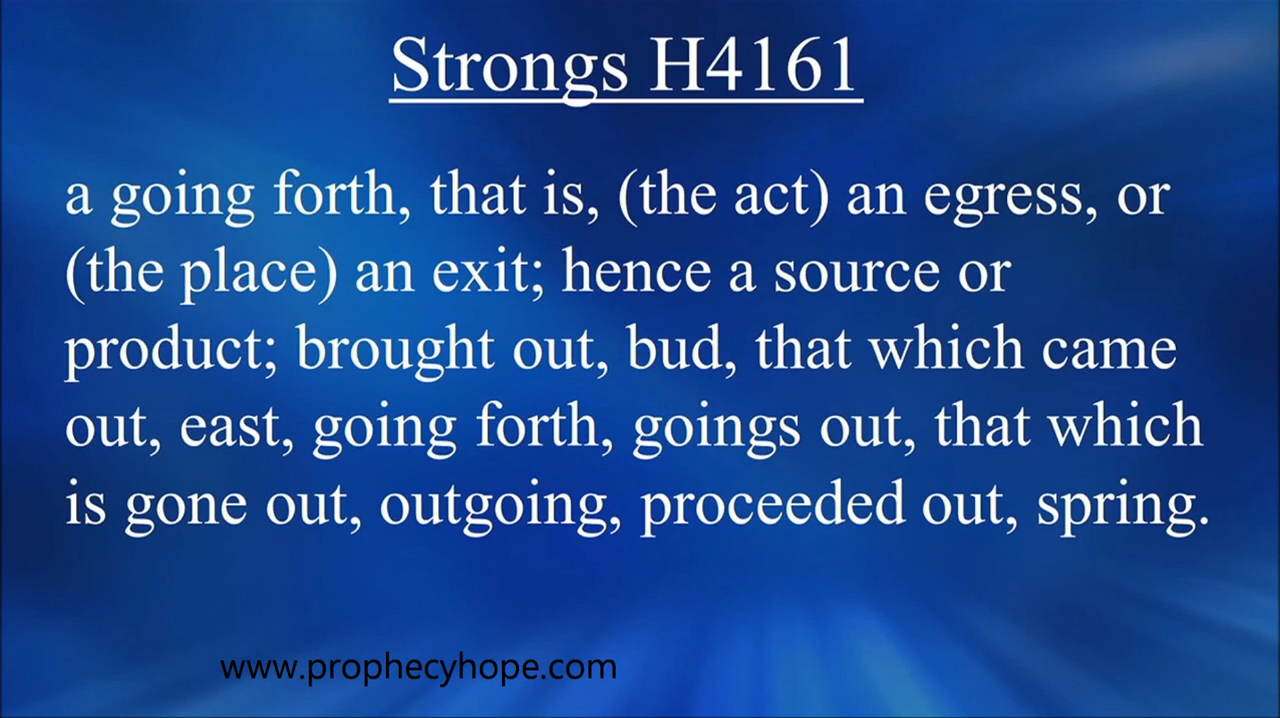 Strongs H4161
a going forth, that is, (the act) an egress, or
(the place) an exit; hence a source or
product; brought out, bud, that which came
out, east, going forth, goings out, that which
is gone out, outgoing, proceeded out, spring.
www.prophecyhope.com